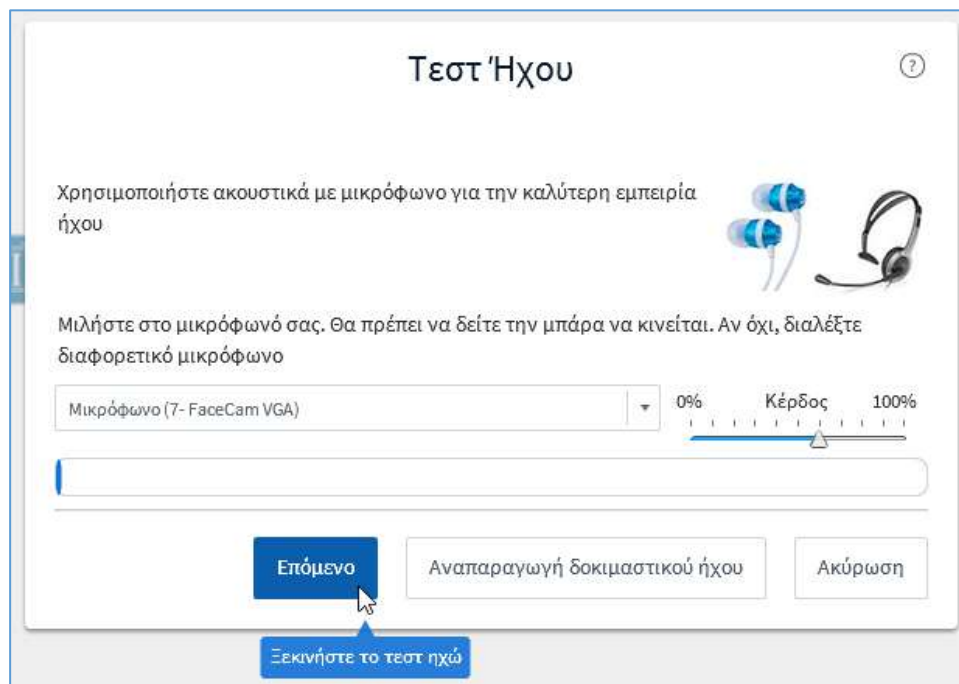 Τεστ Ήχου
?
Χρησιμοποιήστε ακουστικά με μικρόφωνο για την καλύτερη εμπειρία
ήχου
Μιλήστε στο μικρόφωνό σας. Θα πρέπει να δείτε την μπάρα να κινείται. Αν όχι, διαλέξτε
διαφορετικό μικρόφωνο
Μικρόφωνο (7- FaceCam VGA)
0% Κέρδος 100%
Επόμενο Αναπαραγωγή δοκιμαστικού ήχου Ακύρωση
Ξεκινήστε το τεστ ηχώ